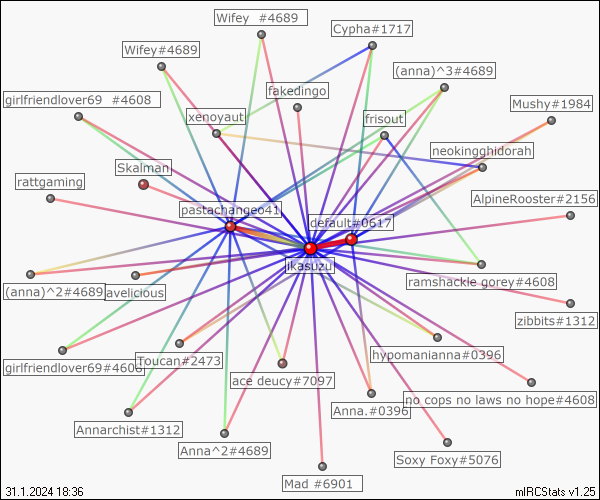 Wifey #4689
Cypha#1717
Wifey#4689
(anna)^3#4689
fakedingo
girlfriendlover69 #4608
Mushy#1984
xenoyaut
frisout
neokingghidorah
Skalman
rattgaming
AlpineRooster#2156
pastachangeo41
default#0617
ikasuzu
(anna)^2#4689
avelicious
ramshackle gorey#4608
zibbits#1312
girlfriendlover69#4608
Toucan#2473
hypomanianna#0396
ace deucy#7097
no cops no laws no hope#4608
Anna.#0396
Annarchist#1312
Anna^2#4689
Soxy Foxy#5076
Mad #6901
31.1.2024 18:36
mIRCStats v1.25